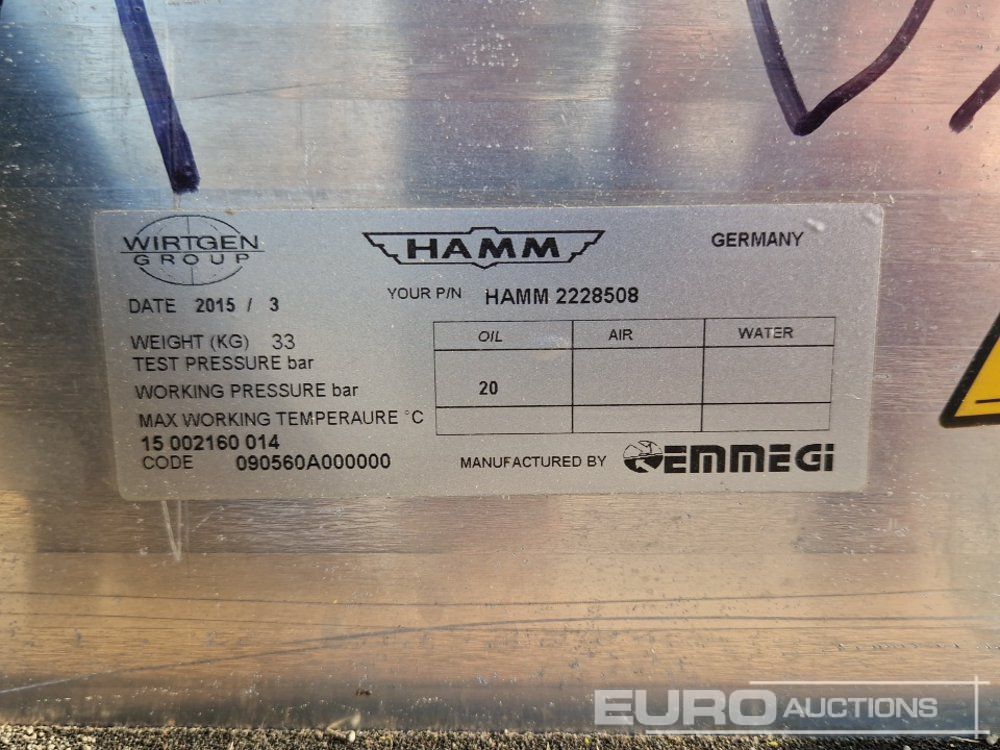 WIRTGEN GROUP
HAMM
GERMANY
DATE 2015 / 3
YOUR P/N HAMM 2228508
WEIGHT (KG) 33
OIL AIR WATER
TEST PRESSURE bar
WORKING PRESSURE bar 20
MAX WORKING TEMPERAURE °C
15 002160 014
CODE 090560A000000
MANUFACTURED BY EMMEGI
EURO AUCTIONS